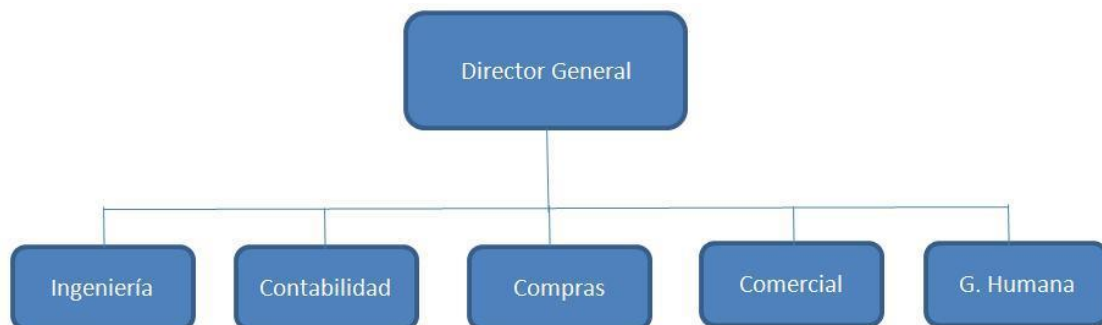 Director General
Ingeniería
Contabilidad
Compras
Comercial
G. Humana